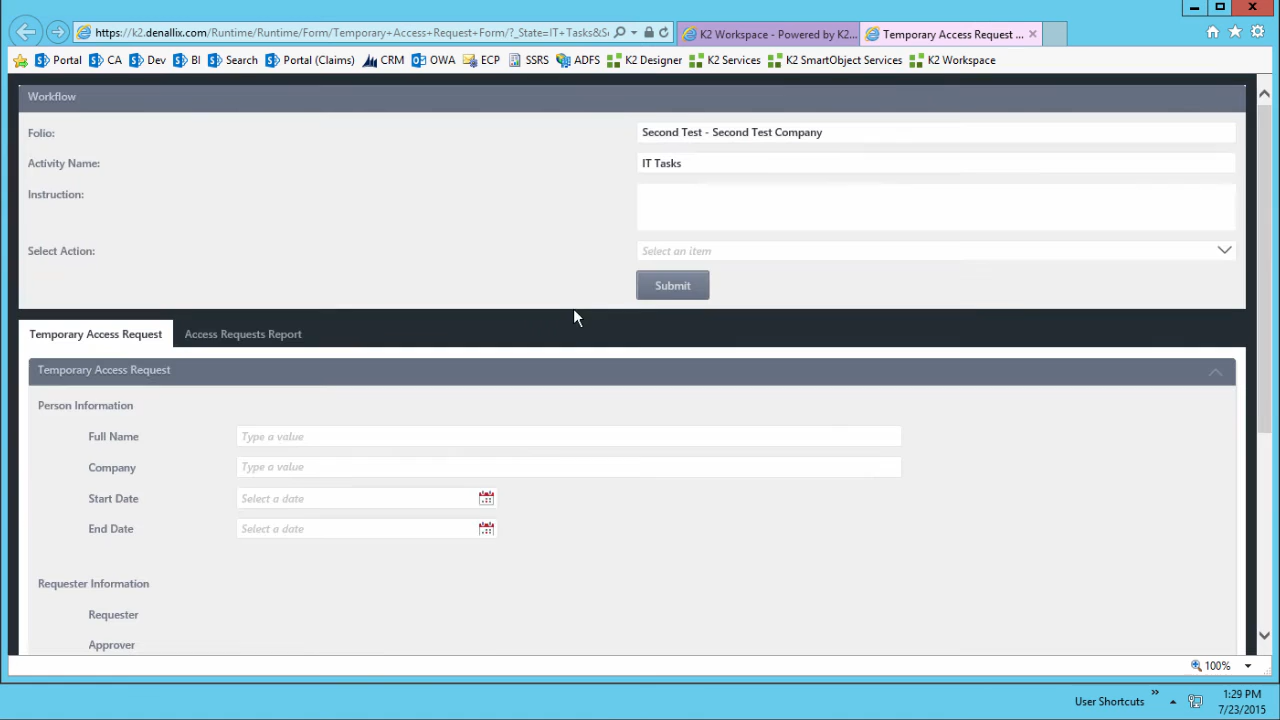 https://k2.denallix.com/Runtime/Runtime/Form/Temporary+Access+Request+Form/?_State=IT+Tasks&S
K2 Workspace - Powered by K2...
Temporary Access Request ...
Portal CA Dev BI Search Portal (Claims) CRM OWA ECP SSRS ADFS K2 Designer K2 Services K2 SmartObject Services K2 Workspace
Workflow
Folio: Second Test - Second Test Company
Activity Name: IT Tasks
Instruction:
Select Action: Select an item
Submit
Temporary Access Request Access Requests Report
Temporary Access Request
Person Information
Full Name Type a value
Company Type a value
Start Date Select a date
End Date Select a date
Requester Information
Requester
Approver
100%
User Shortcuts
1:29 PM
7/23/2015